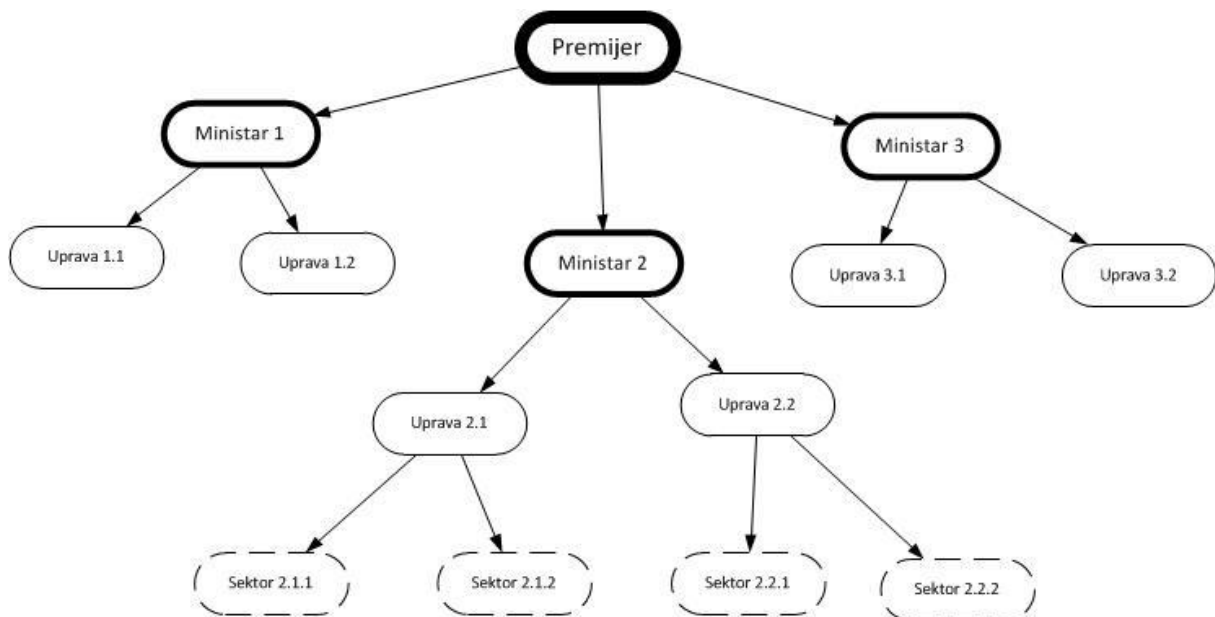 Premijer
Ministar 1
Ministar 3
Uprava 1.1
Uprava 1.2
Ministar 2
Uprava 3.1
Uprava 3.2
Uprava 2.1
Uprava 2.2
Sektor 2.1.1
Sektor 2.1.2
Sektor 2.2.1
Sektor 2.2.2